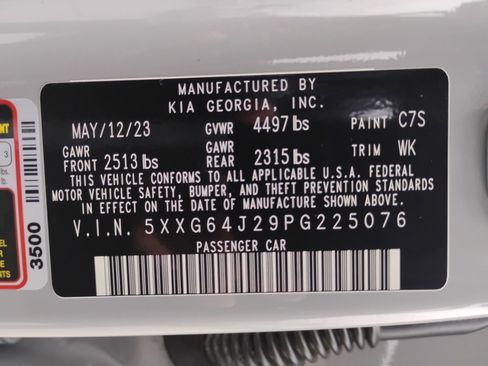 MANUFACTURED BY
KIA GEORGIA, INC.
MAY/12/23 GVWR 4497 lbs PAINT C7S
GAWR FRONT 2513 lbs GAWR REAR 2315 lbs TRIM WK
THIS VEHICLE CONFORMS TO ALL APPLICABLE U.S.A. FEDERAL
MOTOR VEHICLE SAFETY, BUMPER, AND THEFT PREVENTION STANDARDS
IN EFFECT ON THE DATE OF MANUFACTURE SHOWN ABOVE.
V.I.N. 5XXG64J29PG225076
PASSENGER CAR
3500
3